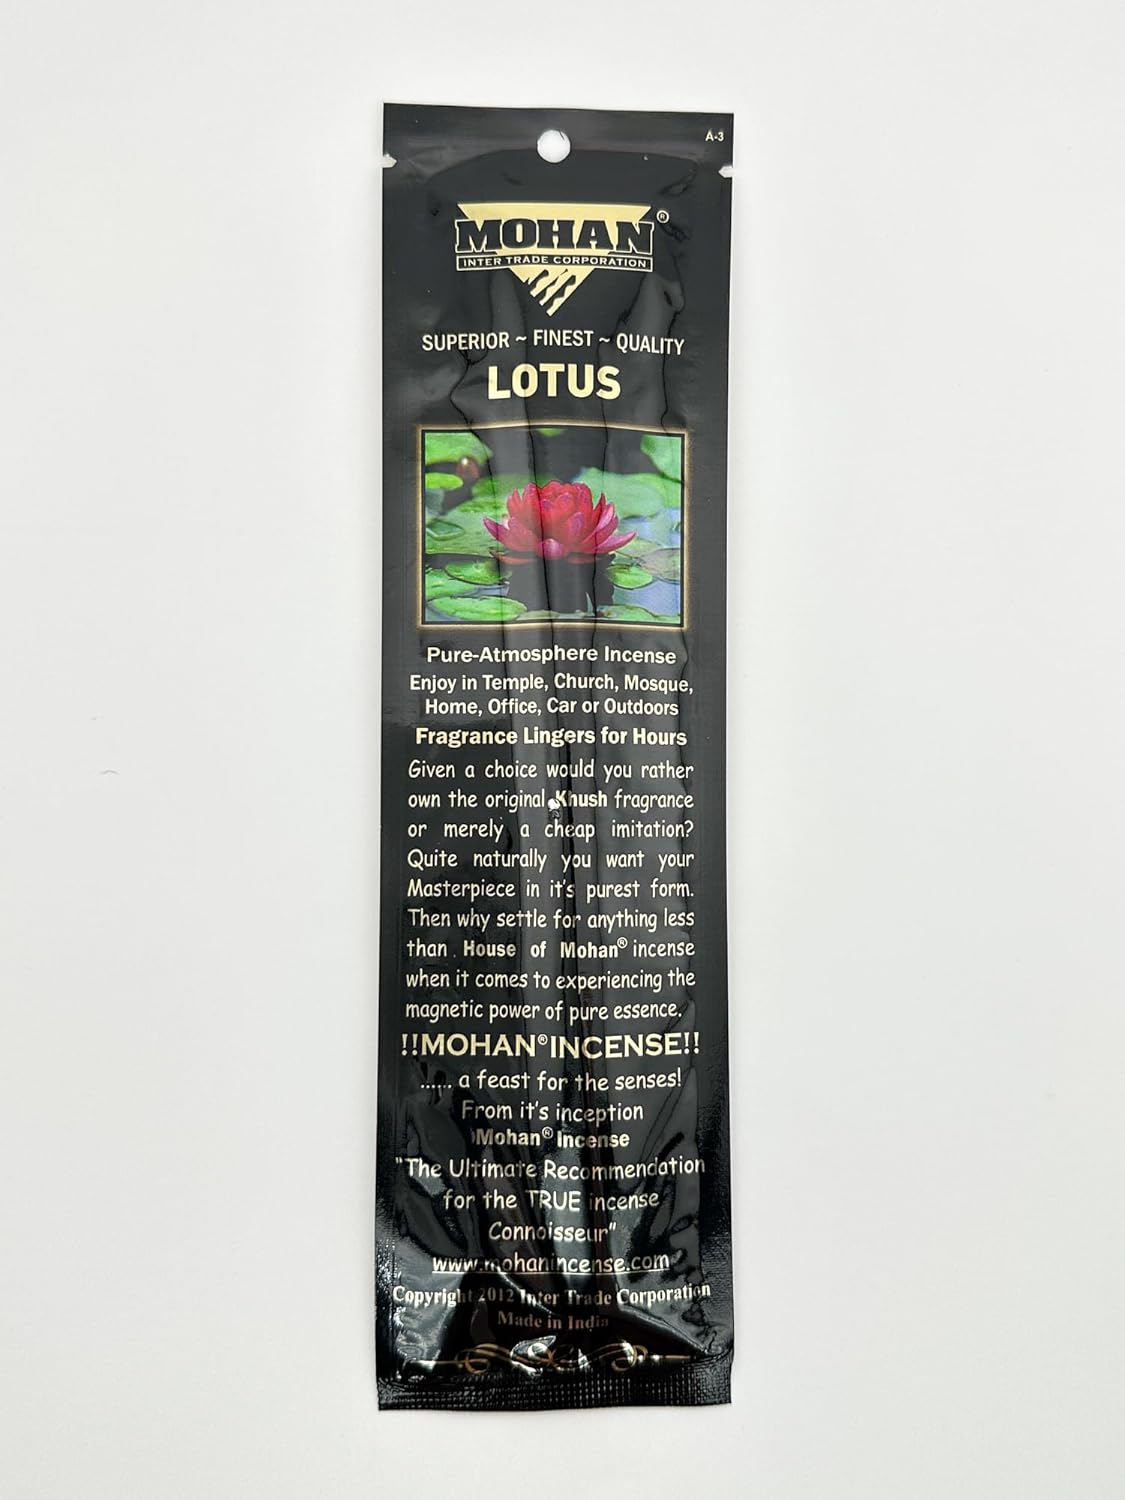 A-3
MOHAN®
INTER TRADE CORPORATION
SUPERIOR ~ FINEST ~ QUALITY
LOTUS
Pure-Atmosphere Incense
Enjoy in Temple, Church, Mosque,
Home, Office, Car or Outdoors
Fragrance Lingers for Hours
Given a choice would you rather
own the original Khush fragrance
or merely a cheap imitation?
Quite naturally you want your
Masterpiece in it's purest form.
Then why settle for anything less
than House of Mohan® incense
when it comes to experiencing the
magnetic power of pure essence.
!!MOHAN®INCENSE!!
...... a feast for the senses!
From it's inception
Mohan® Incense
"The Ultimate Recommendation
for the TRUE incense
Connoisseur"
www.mohanincense.com
Copyright 2012 Inter Trade Corporation
Made in India